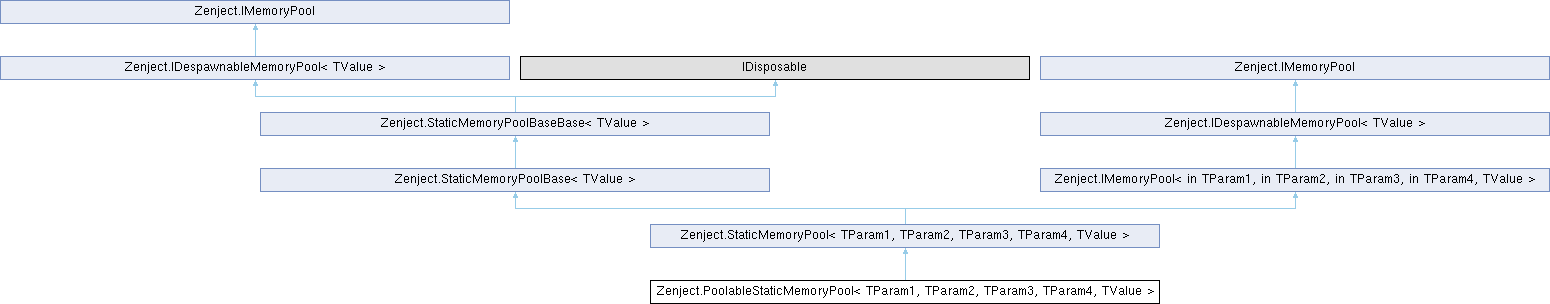 Zenject.IMemoryPool
Zenject.IDespawnableMemoryPool< TValue >
IDisposable
Zenject.IMemoryPool
Zenject.StaticMemoryPoolBaseBase< TValue >
Zenject.IDespawnableMemoryPool< TValue >
Zenject.StaticMemoryPoolBase< TValue >
Zenject.IMemoryPool< in TParam1, in TParam2, in TParam3, in TParam4, TValue >
Zenject.StaticMemoryPool< TParam1, TParam2, TParam3, TParam4, TValue >
Zenject.PoolableStaticMemoryPool< TParam1, TParam2, TParam3, TParam4, TValue >